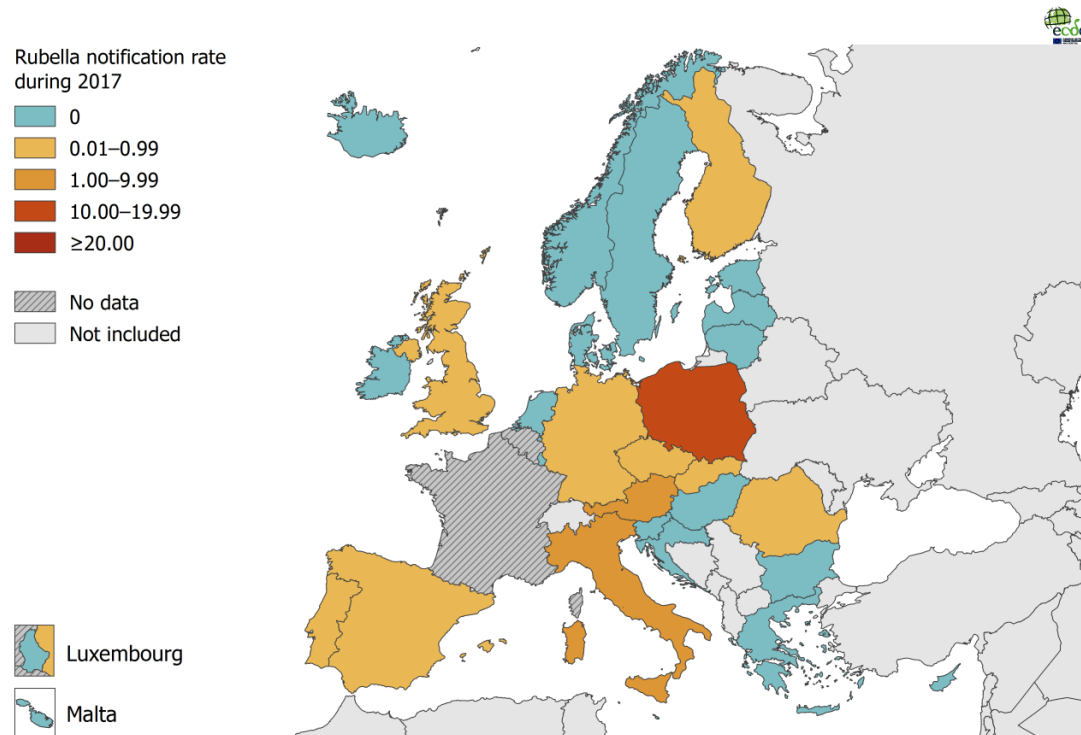 Rubella notification rate
during 2017
0
0.01–0.99
1.00–9.99
10.00–19.99
≥20.00
No data
Not included
Luxembourg
Malta